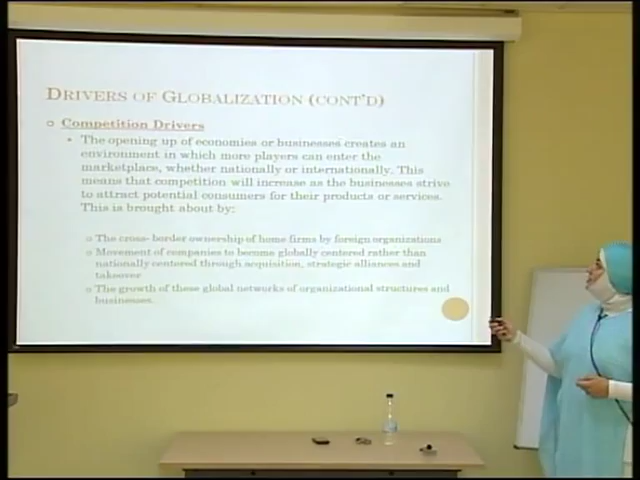 DRIVERS OF GLOBALIZATION (CONT'D)
Competition Drivers
The opening up of economies or businesses creates an
environment in which more players can enter the
marketplace, whether nationally or internationally. This
means that competition will increase as the businesses strive
to attract potential consumers for their products or services.
This is brought about by:
The cross- border ownership of home firms by foreign organizations
Movement of companies to become globally centered rather than
nationally centered through acquisition, strategic alliances and
takeover
The growth of these global networks of organizational structures and
businesses.